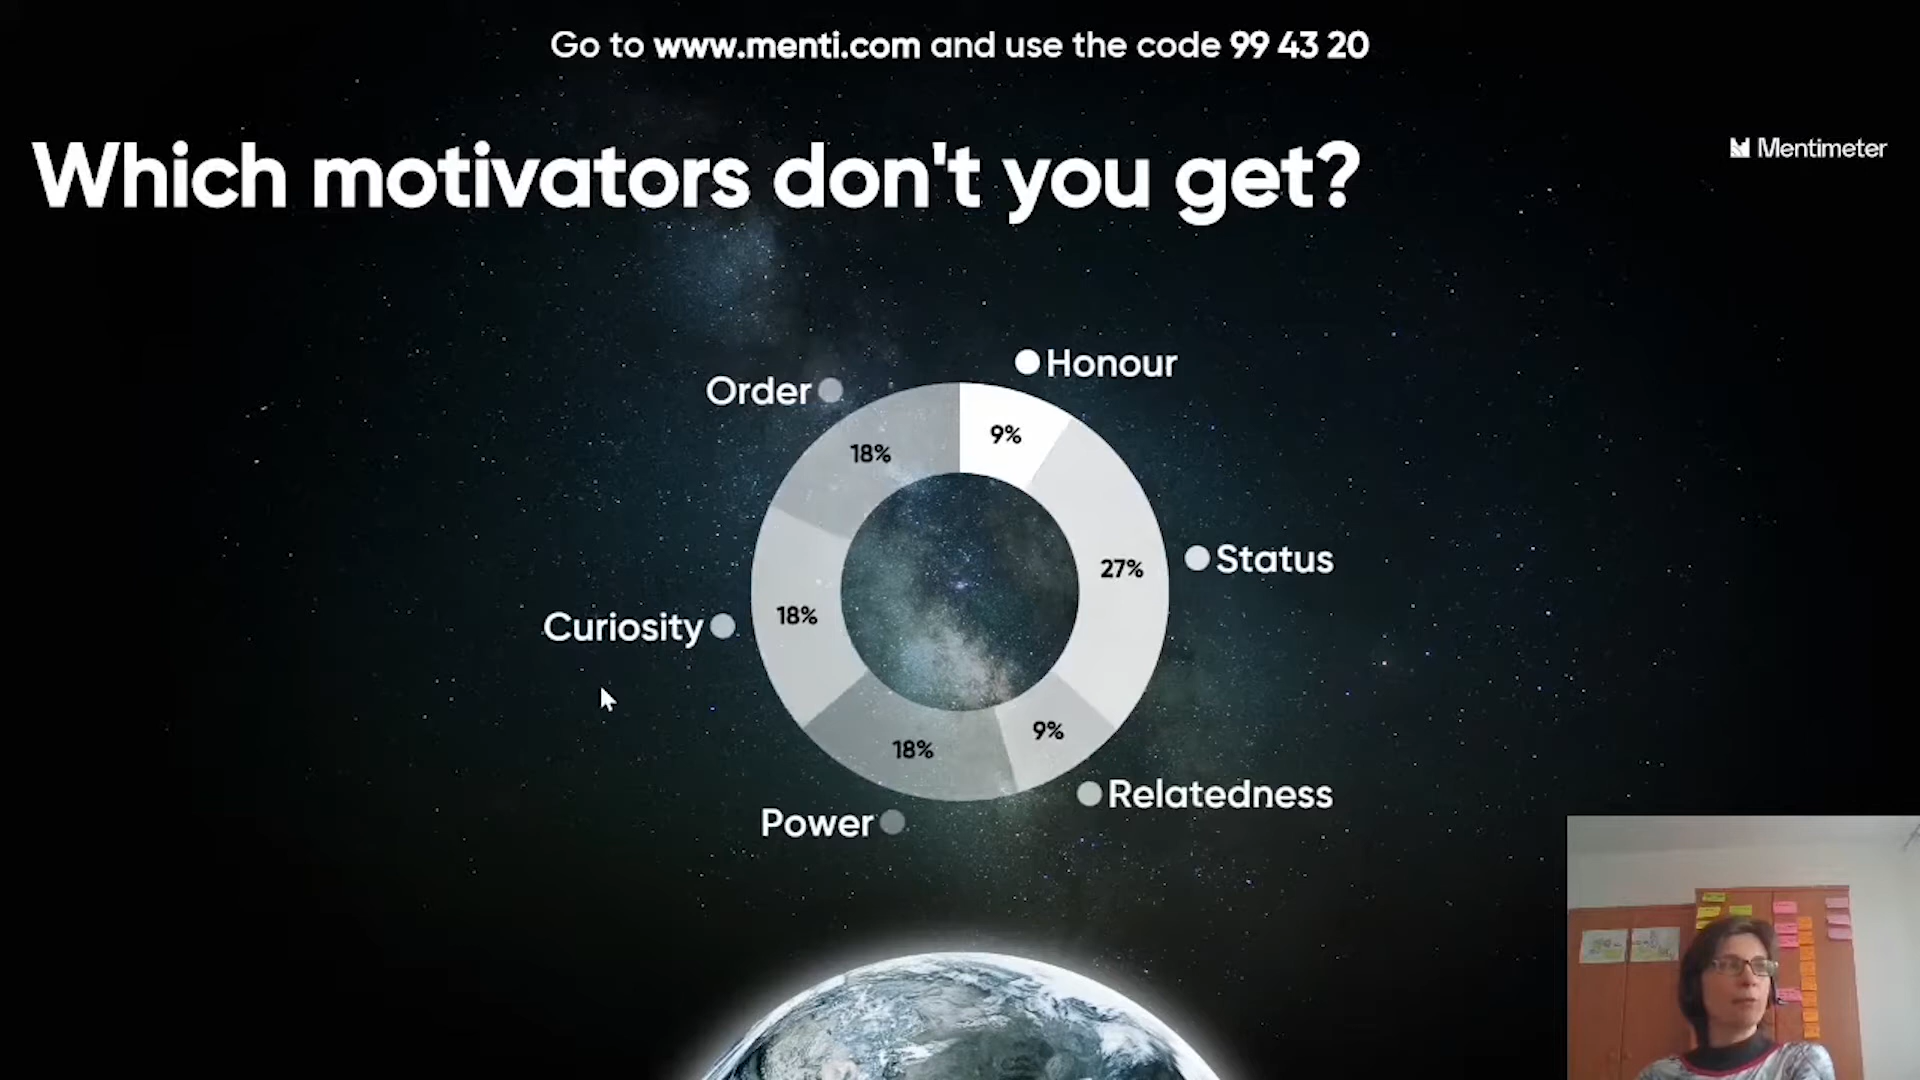 Go to www.menti.com and use the code 99 43 20
Which motivators don't you get?
Mentimeter
Honour
Order
9%
18%
27%
Status
18%
Curiosity
9%
18%
Relatedness
Power